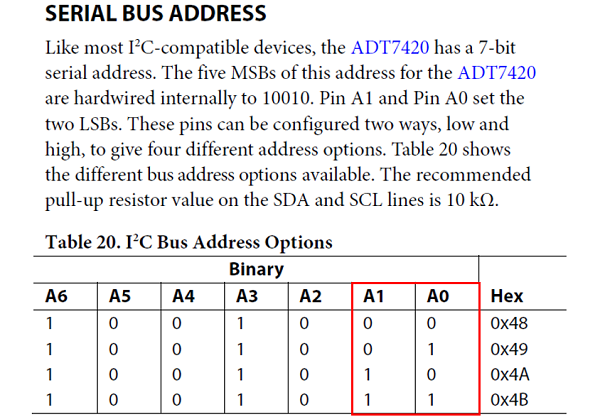 SERIAL BUS ADDRESS
Like most I²C-compatible devices, the ADT7420 has a 7-bit
serial address. The five MSBs of this address for the ADT7420
are hardwired internally to 10010. Pin A1 and Pin A0 set the
two LSBs. These pins can be configured two ways, low and
high, to give four different address options. Table 20 shows
the different bus address options available. The recommended
pull-up resistor value on the SDA and SCL lines is 10 kΩ.
Table 20. I²C Bus Address Options
Binary
A6 A5 A4 A3 A2 A1 A0 Hex
1 0 0 1 0 0 0 0x48
1 0 0 1 0 0 1 0x49
1 0 0 1 0 1 0 0x4A
1 0 0 1 0 1 1 0x4B